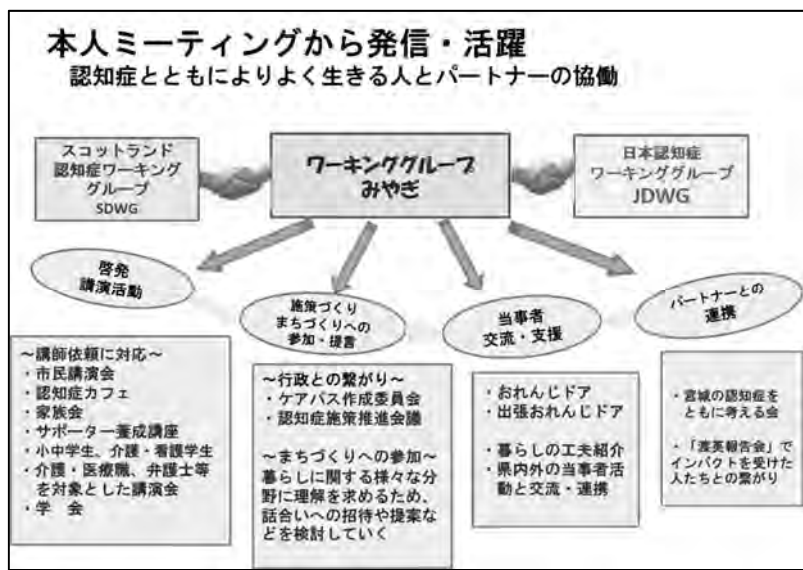 本人ミーティングから発信・活躍
認知症とともによりよく生きる人とパートナーの協働
スコットランド
認知症ワーキング
グループ
SDWG
ワーキンググループ
みやぎ
日本認知症
ワーキンググループ
JDWG
啓発
講演活動
施策づくり
まちづくりへの
参加・提言
当事者
交流・支援
パートナーとの
連携
～講師依頼に対応～
・市民講演会
・認知症カフェ
・家族会
・サポーター養成講座
・小中学生、介護・看護学生
・介護・医療職、弁護士等
を対象とした講演会
・学　会
～行政との繋がり～
・ケアパス作成委員会
・認知症施策推進会議
～まちづくりへの参加～
暮らしに関する様々な分
野に理解を求めるため、
話合いへの招待や提案な
どを検討していく
・おれんじドア
・出張おれんじドア
・暮らしの工夫紹介
・県内外の当事者活
動と交流・連携
・宮城の認知症を
ともに考える会
・「渡英報告会」で
インパクトを受けた
人たちとの繋がり